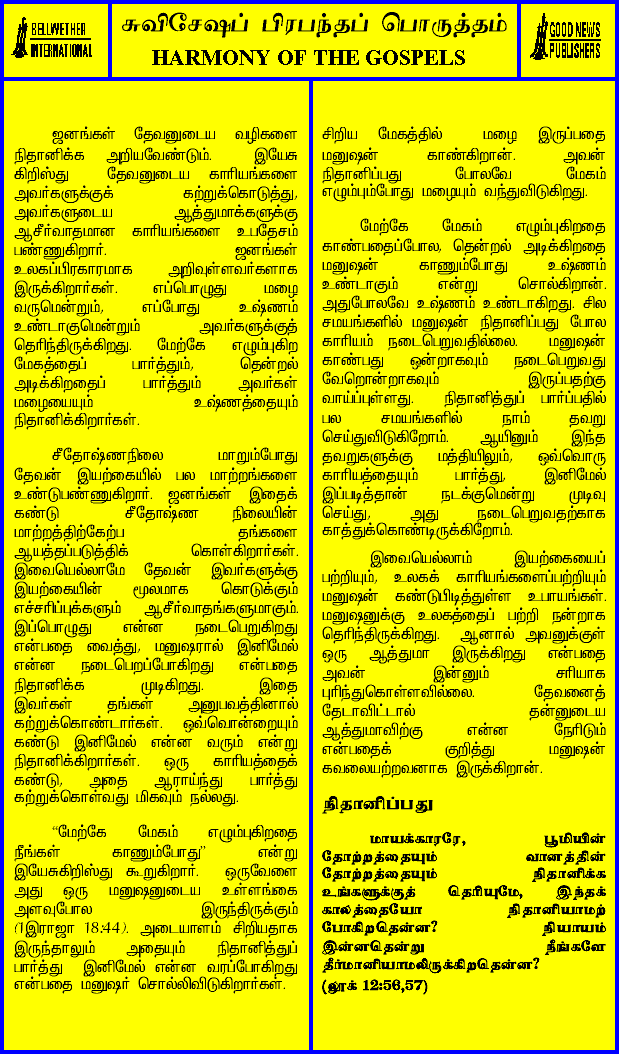 BELLWETHER
INTERNATIONAL
சுவிசேஷப் பிரபந்தப் பொருத்தம்
HARMONY OF THE GOSPELS
GOOD NEWS
PUBLISHERS
ஜனங்கள் தேவனுடைய வழிகளை
நிதானிக்க அறியவேண்டும். இயேசு
கிறிஸ்து தேவனுடைய காரியங்களை
அவர்களுக்குக் கற்றுக்கொடுத்து,
அவர்களுடைய ஆத்துமாக்களுக்கு
ஆசீர்வாதமான காரியங்களை உபதேசம்
பண்ணுகிறார். ஜனங்கள்
உலகப்பிரகாரமாக அறிவுள்ளவர்களாக
இருக்கிறார்கள். எப்பொழுது மழை
வருமென்றும், எப்போது உஷ்ணம்
உண்டாகுமென்றும் அவர்களுக்குத்
தெரிந்திருக்கிறது. மேற்கே எழும்புகிற
மேகத்தைப் பார்த்தும், தென்றல்
அடிக்கிறதைப் பார்த்தும் அவர்கள்
மழையையும் உஷ்ணத்தையும்
நிதானிக்கிறார்கள்.
சீதோஷ்ணநிலை மாறும்போது
தேவன் இயற்கையில் பல மாற்றங்களை
உண்டுபண்ணுகிறார். ஜனங்கள் இதைக்
கண்டு சீதோஷ்ண நிலையின்
மாற்றத்திற்கேற்ப தங்களை
ஆயத்தப்படுத்திக் கொள்கிறார்கள்.
இவையெல்லாமே தேவன் இவர்களுக்கு
இயற்கையின் மூலமாக கொடுக்கும்
எச்சரிப்புக்களும் ஆசீர்வாதங்களுமாகும்.
இப்பொழுது என்ன நடைபெறுகிறது
என்பதை வைத்து, மனுஷரால் இனிமேல்
என்ன நடைபெறப்போகிறது என்பதை
நிதானிக்க முடிகிறது. இதை
இவர்கள் தங்கள் அனுபவத்தினால்
கற்றுக்கொண்டார்கள். ஒவ்வொன்றையும்
கண்டு இனிமேல் என்ன வரும் என்று
நிதானிக்கிறார்கள். ஒரு காரியத்தைக்
கண்டு, அதை ஆராய்ந்து பார்த்து
கற்றுக்கொள்வது மிகவும் நல்லது.
“மேற்கே மேகம் எழும்புகிறதை
நீங்கள் காணும்போது” என்று
இயேசுகிறிஸ்து கூறுகிறார். ஒருவேளை
அது ஒரு மனுஷனுடைய உள்ளங்கை
அளவுபோல இருந்திருக்கும்
(1இராஜா 18:44). அடையாளம் சிறியதாக
இருந்தாலும் அதையும் நிதானித்துப்
பார்த்து இனிமேல் என்ன வரப்போகிறது
என்பதை மனுஷர் சொல்லிவிடுகிறார்கள்.
சிறிய மேகத்தில் மழை இருப்பதை
மனுஷன் காண்கிறான். அவன்
நிதானிப்பது போலவே மேகம்
எழும்பும்போது மழையும் வந்துவிடுகிறது.
மேற்கே மேகம் எழும்புகிறதை
காண்பதைப்போல, தென்றல் அடிக்கிறதை
மனுஷன் காணும்போது உஷ்ணம்
உண்டாகும் என்று சொல்கிறான்.
அதுபோலவே உஷ்ணம் உண்டாகிறது. சில
சமயங்களில் மனுஷன் நிதானிப்பது போல
காரியம் நடைபெறுவதில்லை. மனுஷன்
காண்பது ஒன்றாகவும் நடைபெறுவது
வேறொன்றாகவும் இருப்பதற்கு
வாய்ப்புள்ளது. நிதானித்துப் பார்ப்பதில்
பல சமயங்களில் நாம் தவறு
செய்துவிடுகிறோம். ஆயினும் இந்த
தவறுகளுக்கு மத்தியிலும், ஒவ்வொரு
காரியத்தையும் பார்த்து, இனிமேல்
இப்படித்தான் நடக்குமென்று முடிவு
செய்து, அது நடைபெறுவதற்காக
காத்துக்கொண்டிருக்கிறோம்.
இவையெல்லாம் இயற்கையைப்
பற்றியும், உலகக் காரியங்களைப்பற்றியும்
மனுஷன் கண்டுபிடித்துள்ள உபாயங்கள்.
மனுஷனுக்கு உலகத்தைப் பற்றி நன்றாக
தெரிந்திருக்கிறது. ஆனால் அவனுக்குள்
ஒரு ஆத்துமா இருக்கிறது என்பதை
அவன் இன்னும் சரியாக
புரிந்துகொள்ளவில்லை. தேவனைத்
தேடாவிட்டால் தன்னுடைய
ஆத்துமாவிற்கு என்ன நேரிடும்
என்பதைக் குறித்து மனுஷன்
கவலையற்றவனாக இருக்கிறான்.
நிதானிப்பது
மாயக்காரரே, பூமியின்
தோற்றத்தையும் வானத்தின்
தோற்றத்தையும் நிதானிக்க
உங்களுக்குத் தெரியுமே, இந்தக்
காலத்தையோ நிதானியாமற்
போகிறதென்ன? நியாயம்
இன்னதென்று நீங்களே
தீர்மானியாமலிருக்கிறதென்ன?
(லூக் 12:56,57)